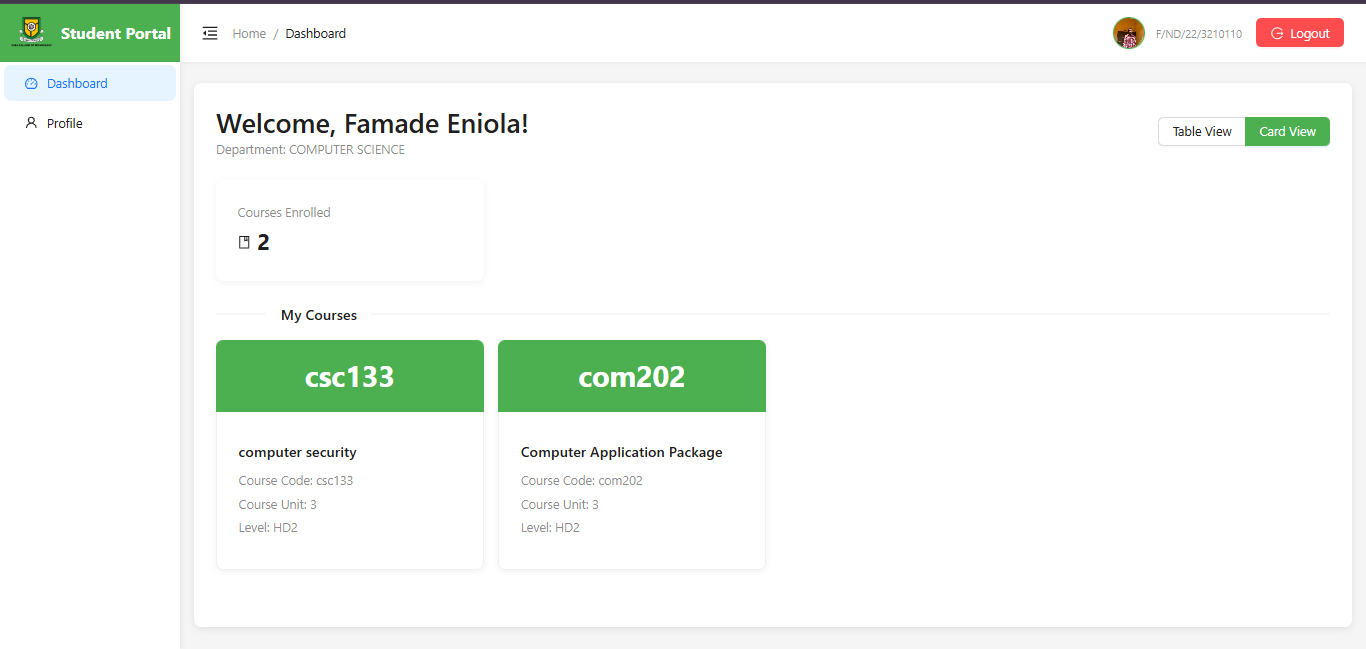 Student Portal
Home / Dashboard
F/ND/22/3210110
Logout
Dashboard
Profile
Welcome, Famade Eniola!
Department: COMPUTER SCIENCE
Table View
Card View
Courses Enrolled
2
My Courses
csc133
computer security
Course Code: csc133
Course Unit: 3
Level: HD2
com202
Computer Application Package
Course Code: com202
Course Unit: 3
Level: HD2